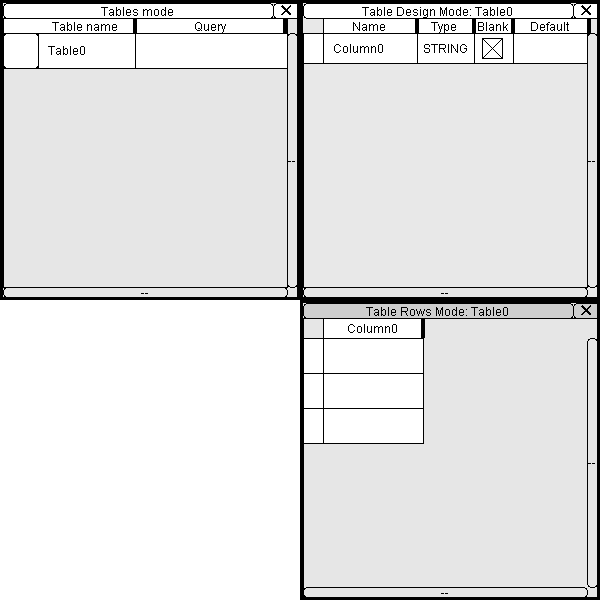 Tables mode
Table name Query
Table0
--
--
Table Design Mode: Table0
Name Type Blank Default
Column0 STRING
--
--
Table Rows Mode: Table0
Column0
--
--